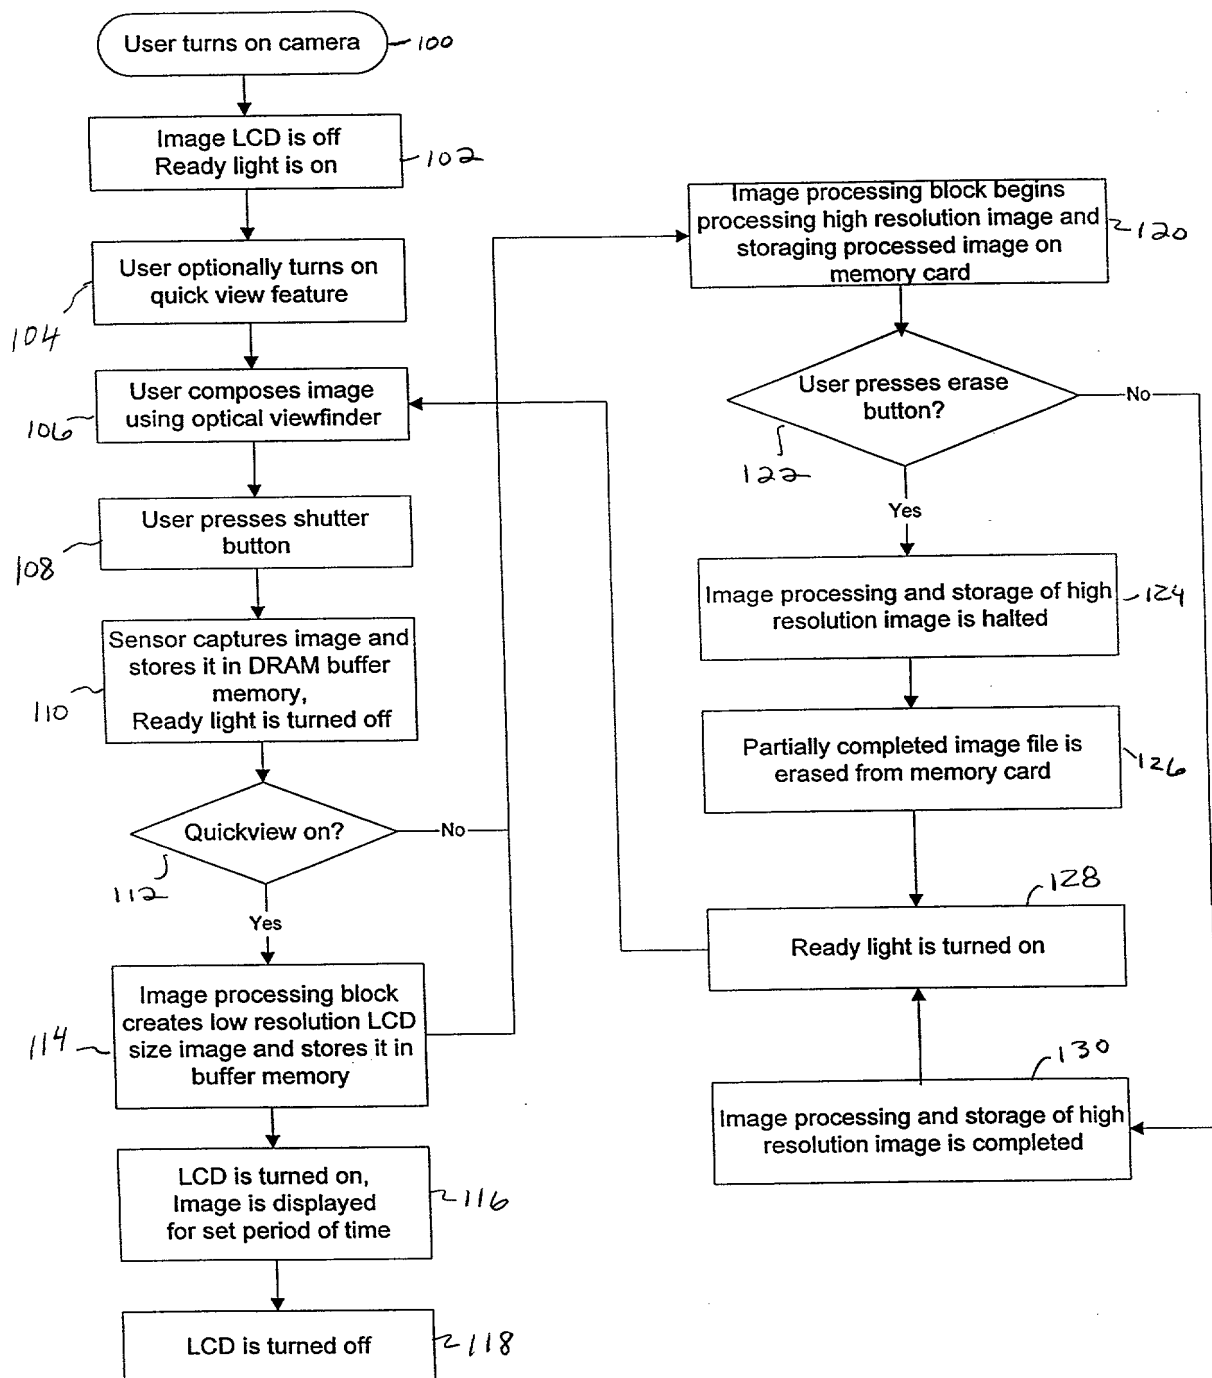 User turns on camera
100
Image LCD is off
Ready light is on
102
User optionally turns on
quick view feature
104
User composes image
using optical viewfinder
106
User presses shutter
button
108
Sensor captures image and
stores it in DRAM buffer
memory,
Ready light is turned off
110
Quickview on?
No
112
Yes
Image processing block
creates low resolution LCD
size image and stores it in
buffer memory
114
LCD is turned on,
Image is displayed
for set period of time
116
LCD is turned off
118
Image processing block begins
processing high resolution image and
storaging processed image on
memory card
120
User presses erase
button?
No
122
Yes
Image processing and storage of high
resolution image is halted
124
Partially completed image file is
erased from memory card
126
128
Ready light is turned on
130
Image processing and storage of high
resolution image is completed